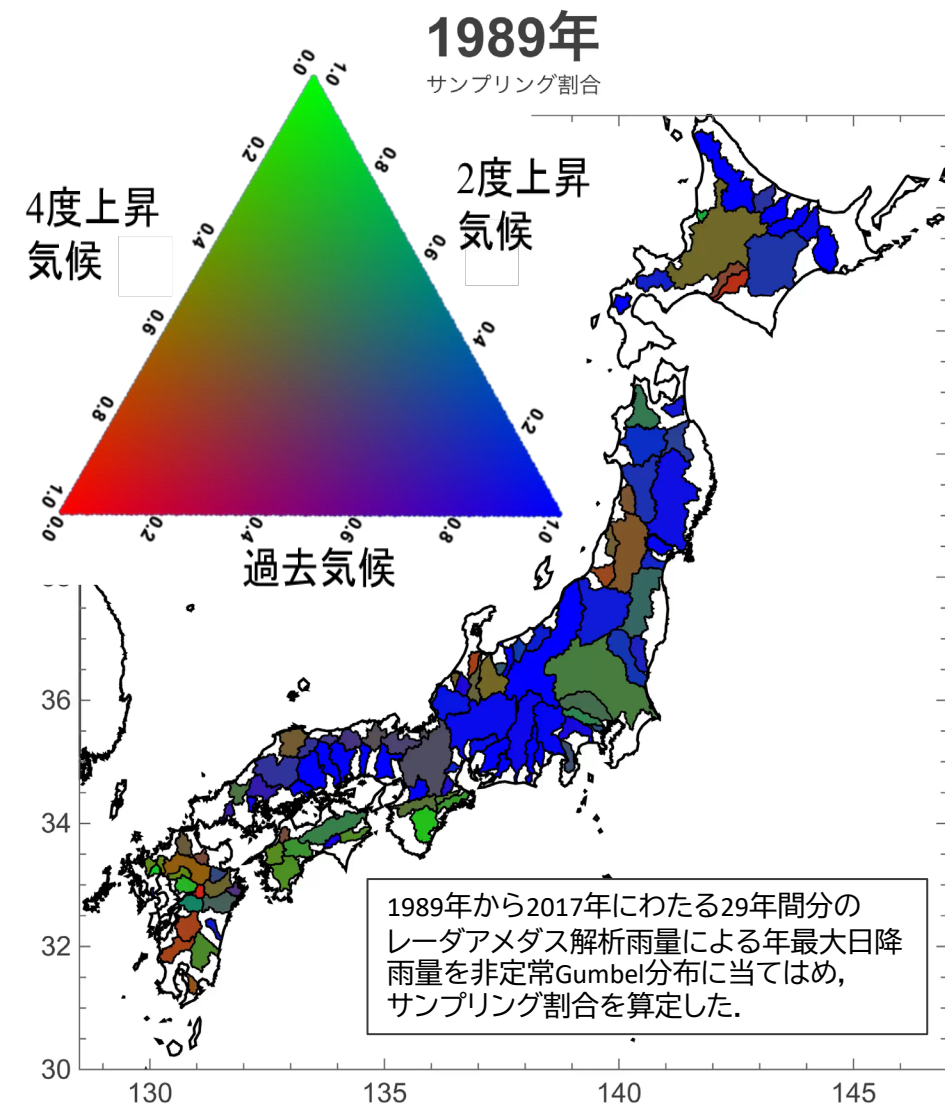 1989年
サンプリング割合
0.0
1.0
0.2
0.8
4度上昇
気候
2度上昇
気候
0.4
0.6
0.6
0.4
0.8
0.2
1.0
0.0
0.2
0.4
0.6
0.8
1.0
過去気候
36
34
32
30
130
135
140
145
1989年から2017年にわたる29年間分の
レーダアメダス解析雨量による年最大日降
雨量を非定常Gumbel分布に当てはめ，
サンプリング割合を算定した．